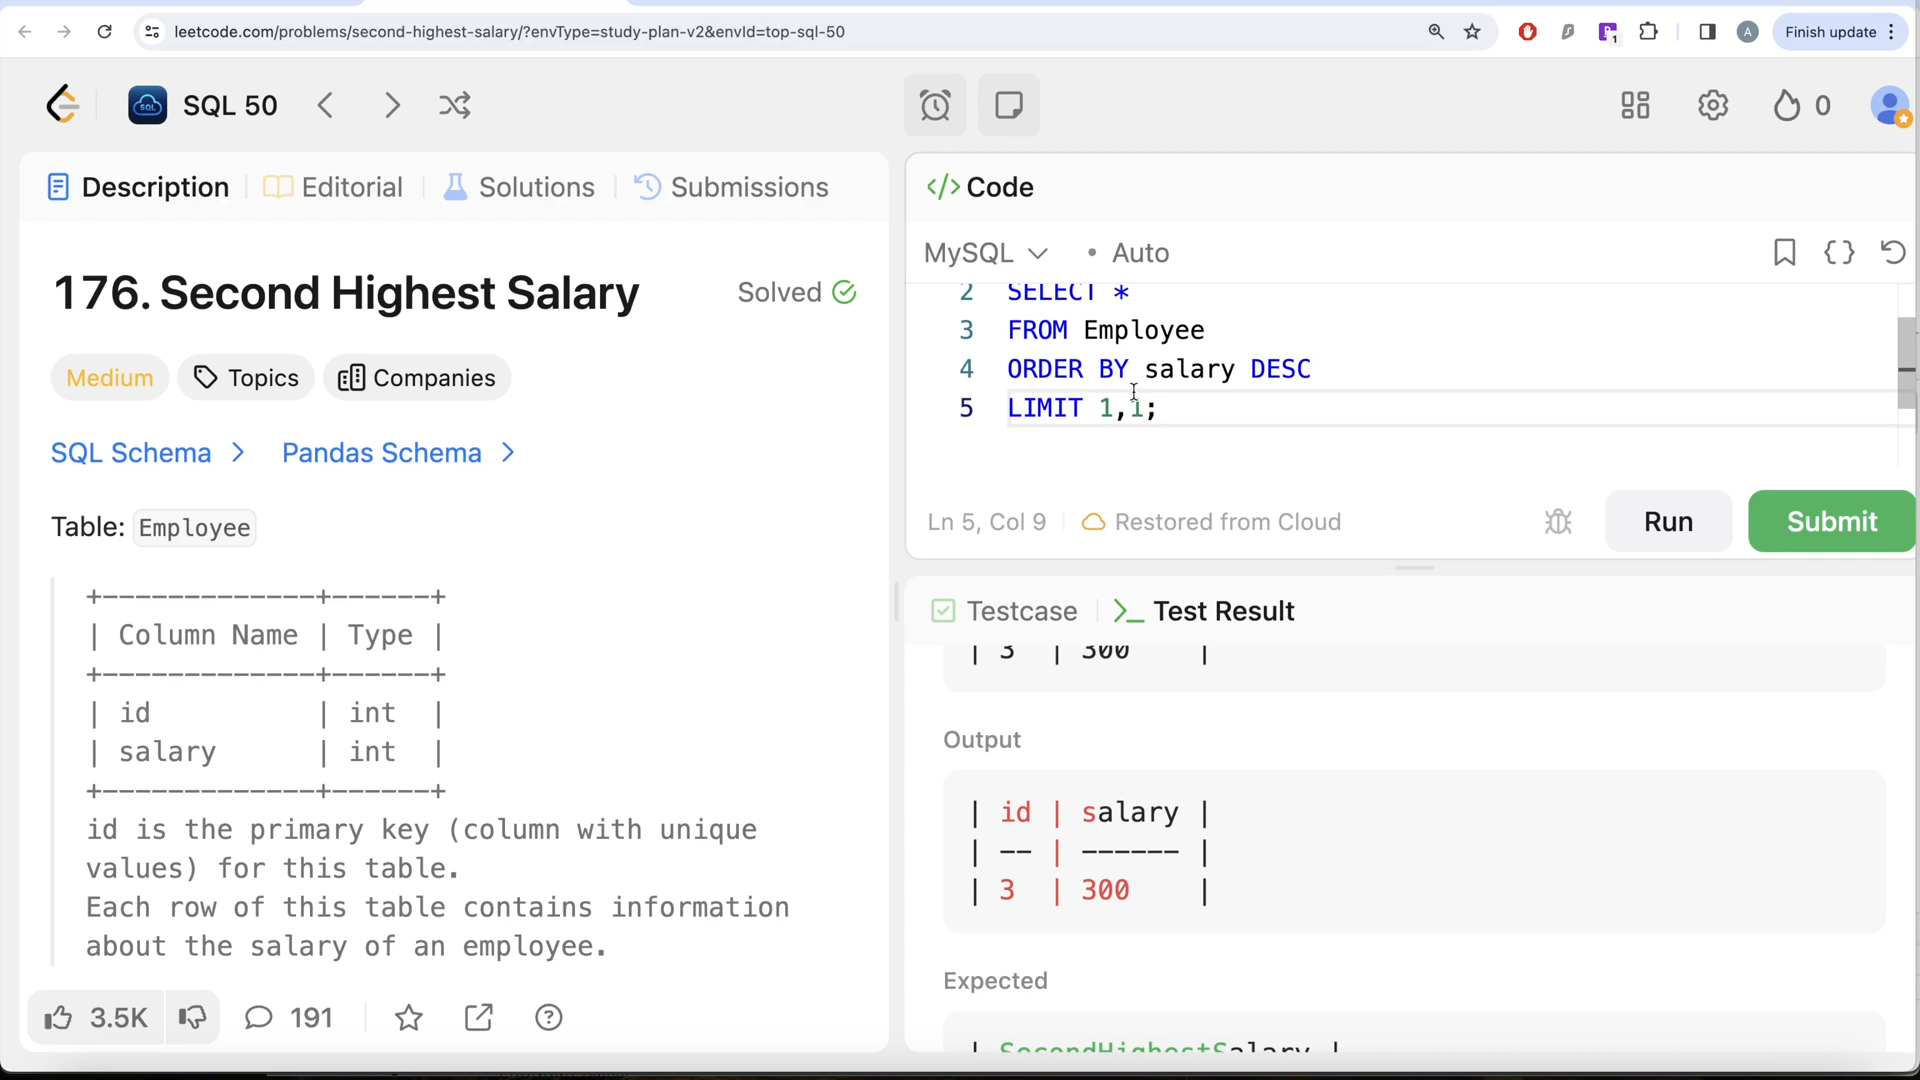 leetcode.com/problems/second-highest-salary/?envType=study-plan-v2&envId=top-sql-50
1
A
Finish update
SQL
SQL 50
0
Description
Editorial
Solutions
Submissions
</> Code
MySQL
• Auto
176. Second Highest Salary
Solved
Medium
Topics
Companies
SQL Schema >
Pandas Schema >
Table: Employee
+-------------+------+
| Column Name | Type |
+-------------+------+
| id          | int  |
| salary      | int  |
+-------------+------+
id is the primary key (column with unique
values) for this table.
Each row of this table contains information
about the salary of an employee.
3.5K
191
2 SELECT *
3 FROM Employee
4 ORDER BY salary DESC
5 LIMIT 1,1;
Ln 5, Col 9
Restored from Cloud
Run
Submit
Testcase
>_ Test Result
| 3  | 300    |
Output
| id | salary |
| -- | ------ |
| 3  | 300    |
Expected
| SecondHighestSalary |